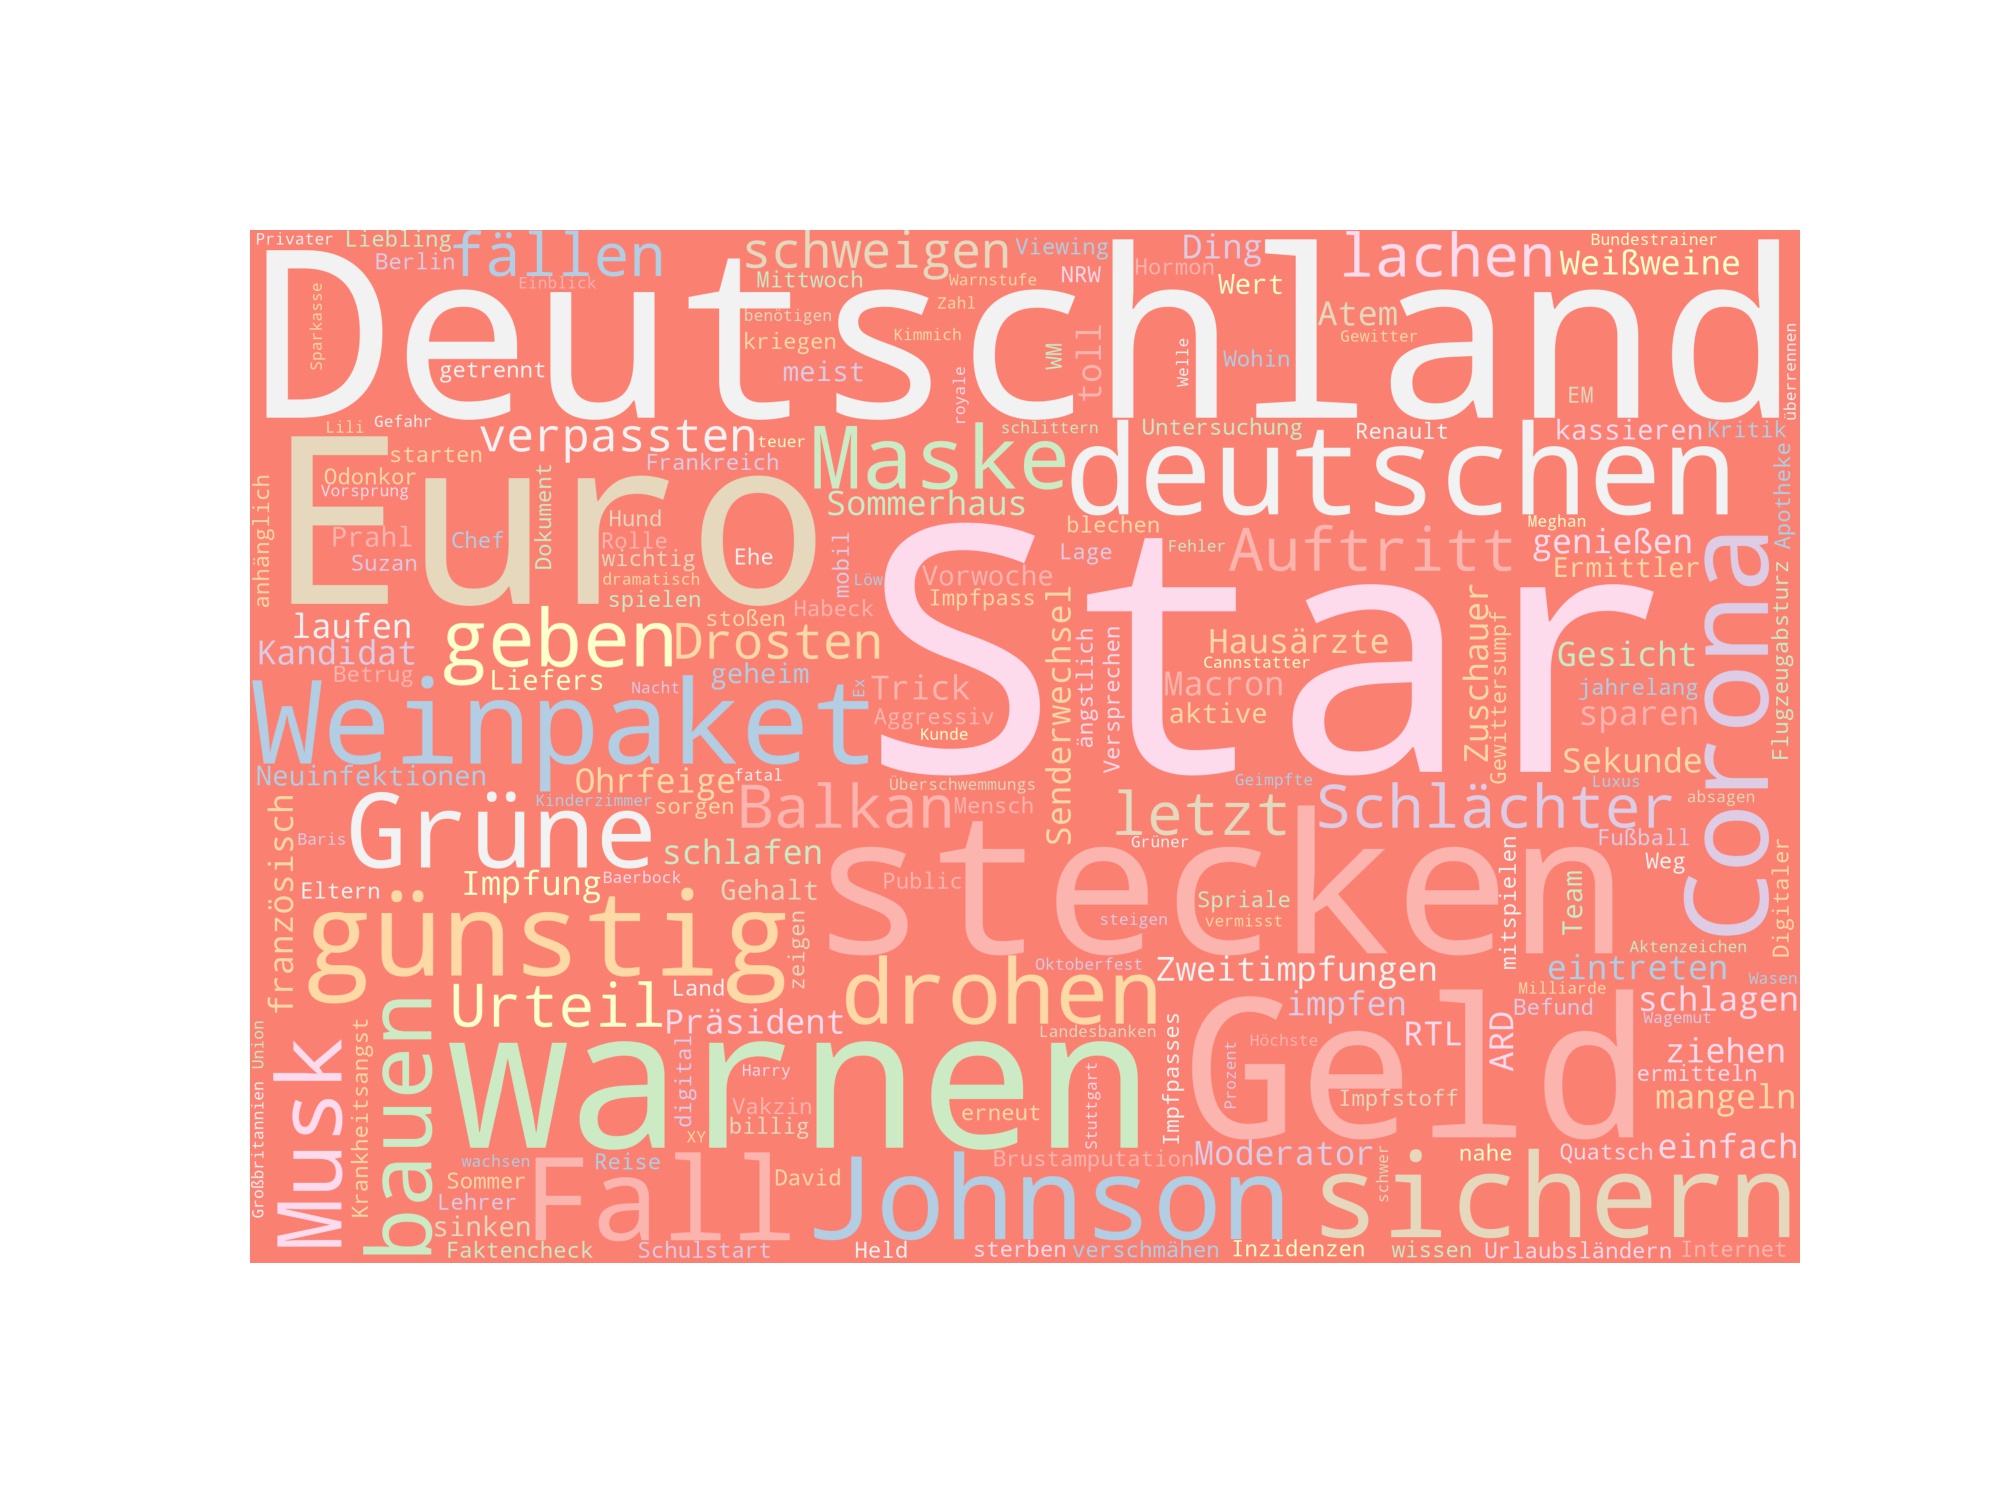 Privater
Liebling
Berlin
fällen
Einblick
schweigen
Viewing
Mittwoch
Warnstufe
NRW
Hormon
Ding
Wert
lachen
Bundestrainer
Weißweine
Deutschland
Sparkasse
getrennt
benötigen
kriegen
meist
Zahl
Kimmich
royale
WM
toll
Welle
Wohin
Atem
Gewitter
EM
überrennen
Lili
Gefahr
verpassten
teuer
Maske
schlittern
Untersuchung
Renault
kassieren
Kritik
deutschen
starten
Odonkor
Vorsprung
Frankreich
Sommerhaus
blechen
Apotheke
anhänglich
Euro
Prahl
Suzan
Chef
Dokument
Hund
Rolle
wichtig
dramatisch
spielen
Ehe
mobil
Löw
Habeck
Star
Vorwoche
Impfpass
Lage
Fehler
Auftritt
Meghan
genießen
Ermittler
Corona
laufen
Kandidat
Betrug
geben
Liefers
stoßen
Drosten
geheim
Nacht
Ex
Trick
Aggressiv
Kunde
Senderwechsel
ängstlich
Versprechen
Hausärzte
Cannstatter
Macron
aktive
Zuschauer
Gewittersumpf
Gesicht
jahrelang
sparen
Flugzeugabsturz
Weinpaket
Neuinfektionen
Ohrfeige
fatal
Überschwemmungs
Geimpfte
Sekunde
Luxus
absagen
französisch
Baris
Grüne
Kinderzimmer
sorgen
Balkan
Mensch
letzt
Schlächter
Grüner
Fußball
Weg
schlafen
Eltern
Impfung
Baerbock
Gehalt
Public
stecken
steigen
Spriale
vermisst
mitspielen
Team
Aktenzeichen
Digitaler
günstig
zeigen
Oktoberfest
Zweitimpfungen
eintreten
Wasen
Urteil
Land
drohen
impfen
Milliarde
Befund
schlagen
Wagemut
Präsident
Landesbanken
Impfpasses
Geld
Höchste
Prozent
RTL
ARD
ziehen
ermitteln
Impfstoff
mangeln
Großbritannien
Union
Musk
Krankheitsangst
bauen
warnen
digital
Harry
Vakzin
billig
XY
erneut
Stuttgart
Brustamputation
Moderator
schwer
nahe
Quatsch
einfach
wachsen
Sommer
Lehrer
sinken
Reise
Fall
David
Johnson
sichern
Faktencheck
Schulstart
Held
sterben
verschmähen
Inzidenzen
wissen
Urlaubsländern
Internet